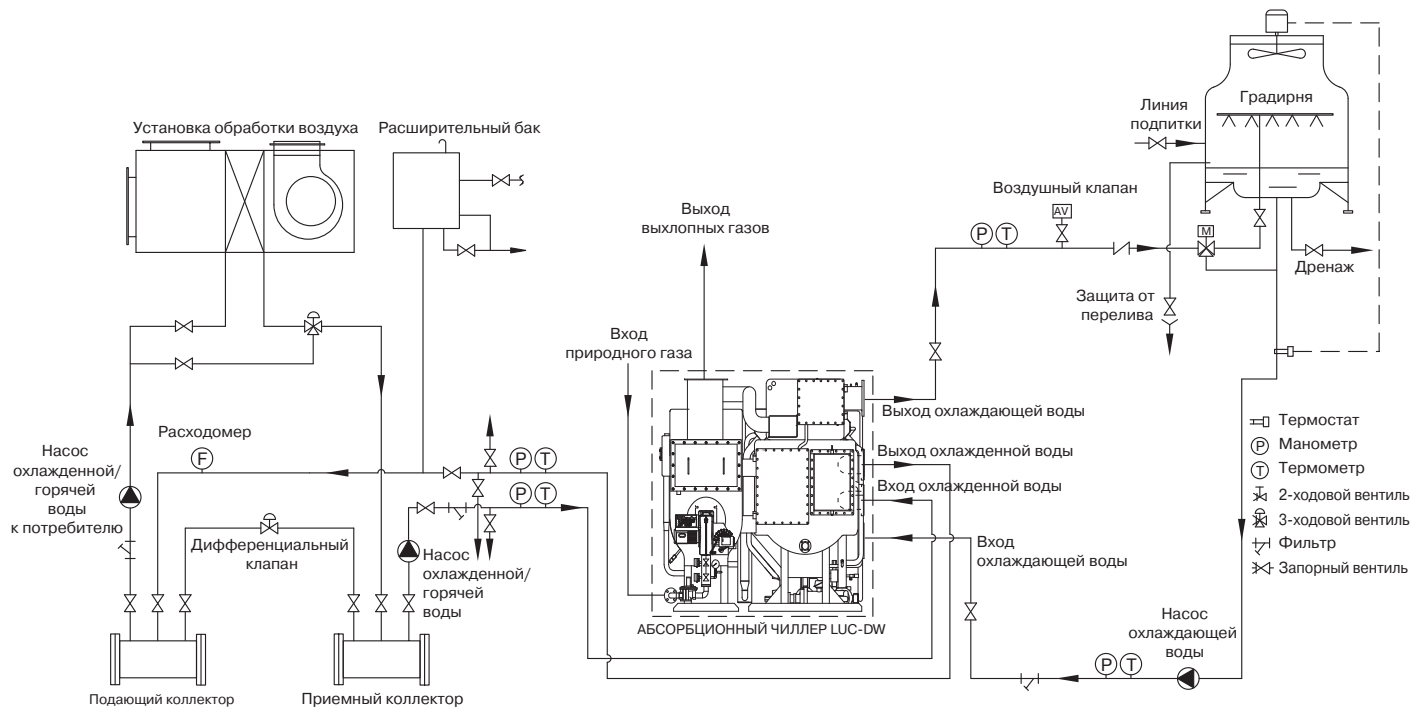 Градирня
Линия
подпитки
Установка обработки воздуха
Расширительный бак
Воздушный клапан
AV
Выход
выхлопных газов
P
T
M
Дренаж
Защита от
перелива
Вход
природного газа
Выход охлаждающей воды
Термостат
P
Манометр
T
Термометр
2-ходовой вентиль
3-ходовой вентиль
Фильтр
Запорный вентиль
Расходомер
F
Насос
охлажденной/
горячей
воды
к потребителю
P
T
Выход охлажденной воды
Вход охлажденной воды
P
T
Дифференциальный
клапан
Насос
охлажденной/
горячей
воды
Вход
охлаждающей воды
АБСОРБЦИОННЫЙ ЧИЛЛЕР LUC-DW
Насос
охлаждающей
воды
P
T
Подающий коллектор
Приемный коллектор